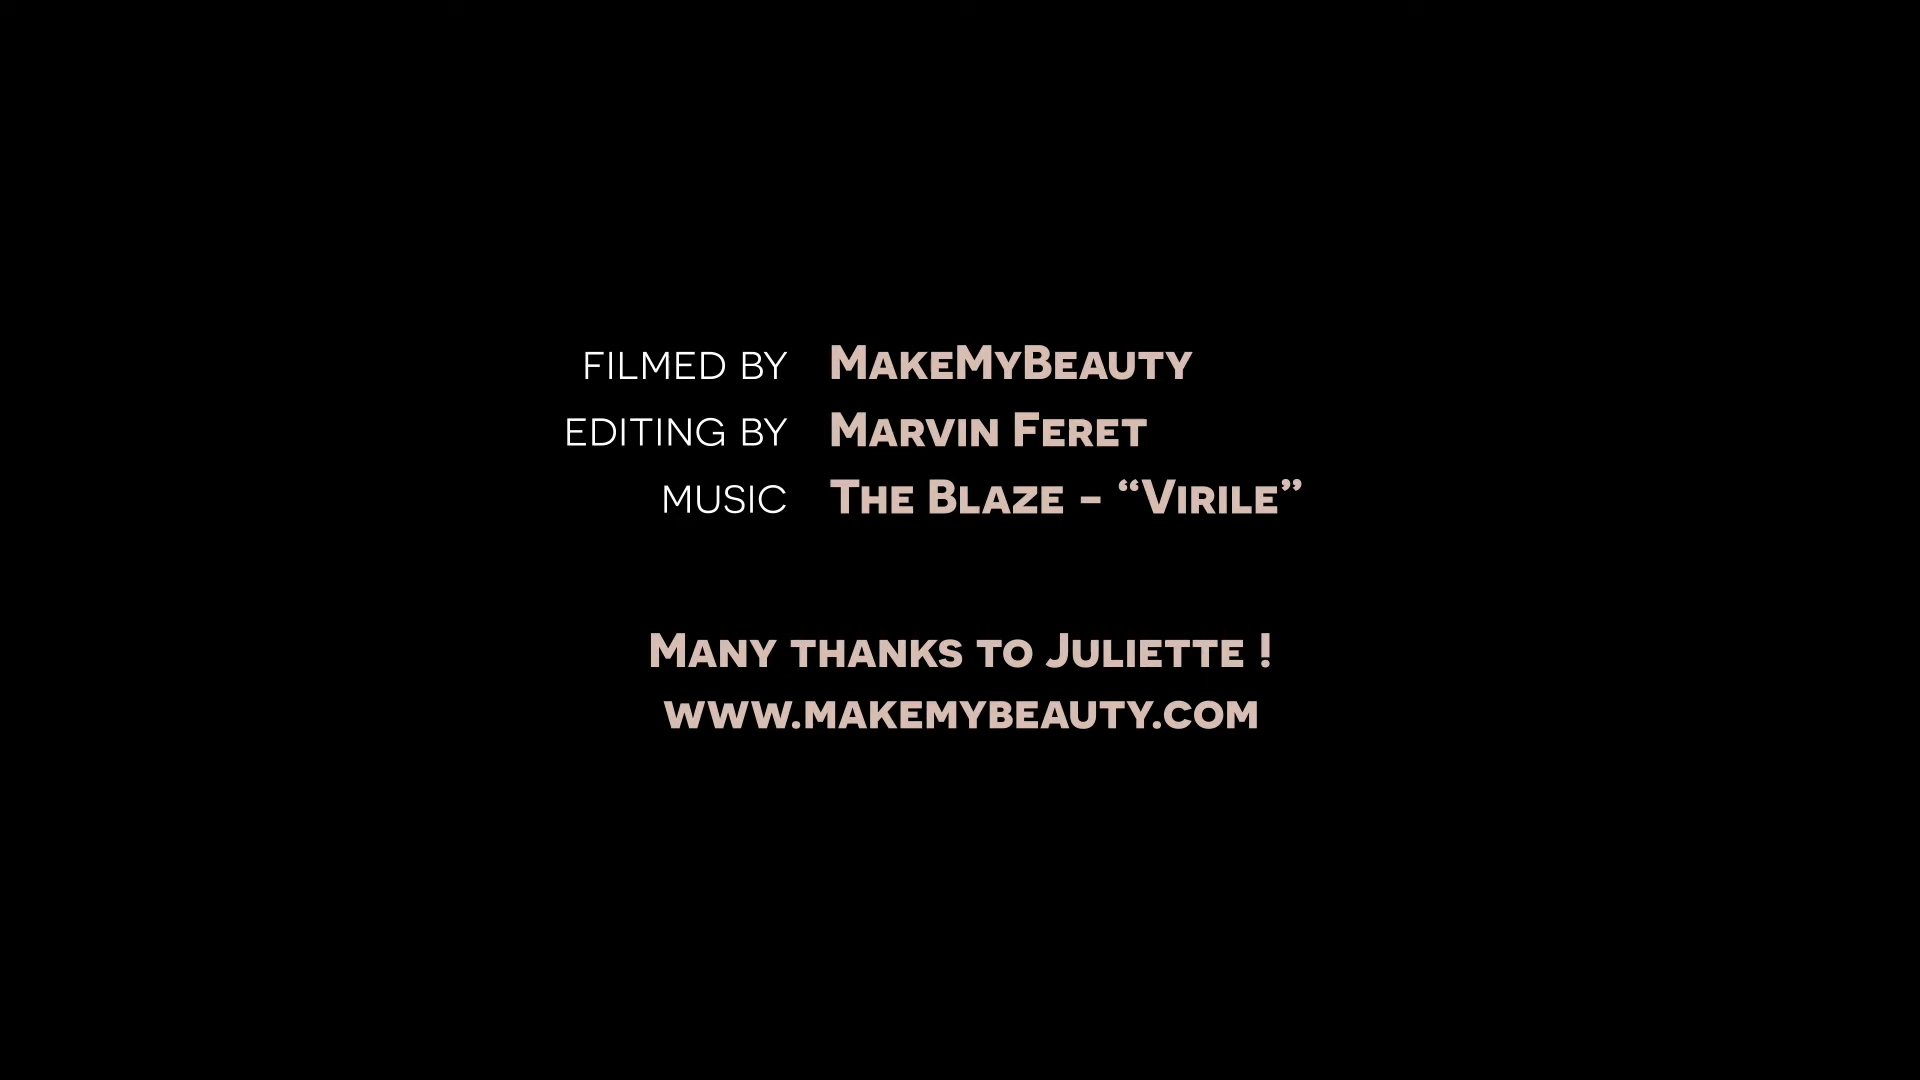 FILMED BY MAKEMYBEAUTY
EDITING BY MARVIN FERET
MUSIC THE BLAZE - “VIRILE”
MANY THANKS TO JULIETTE !
WWW.MAKEMYBEAUTY.COM